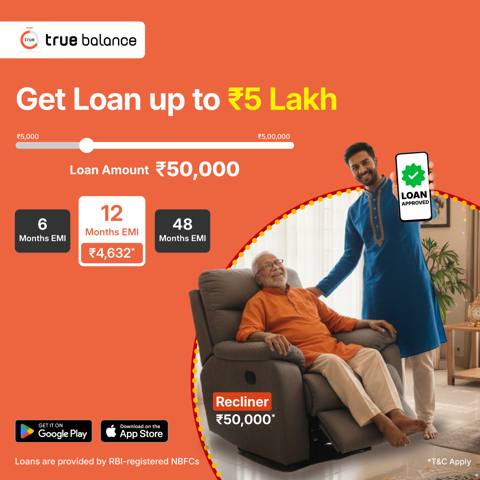 true
true balance
Get Loan up to ₹5 Lakh
₹5,000
₹5,00,000
Loan Amount ₹50,000
6
Months EMI
12
Months EMI
₹4,632*
48
Months EMI
LOAN
APPROVED
Recliner
₹50,000*
GET IT ON
Google Play
Download on the
App Store
Loans are provided by RBI-registered NBFCs
*T&C Apply